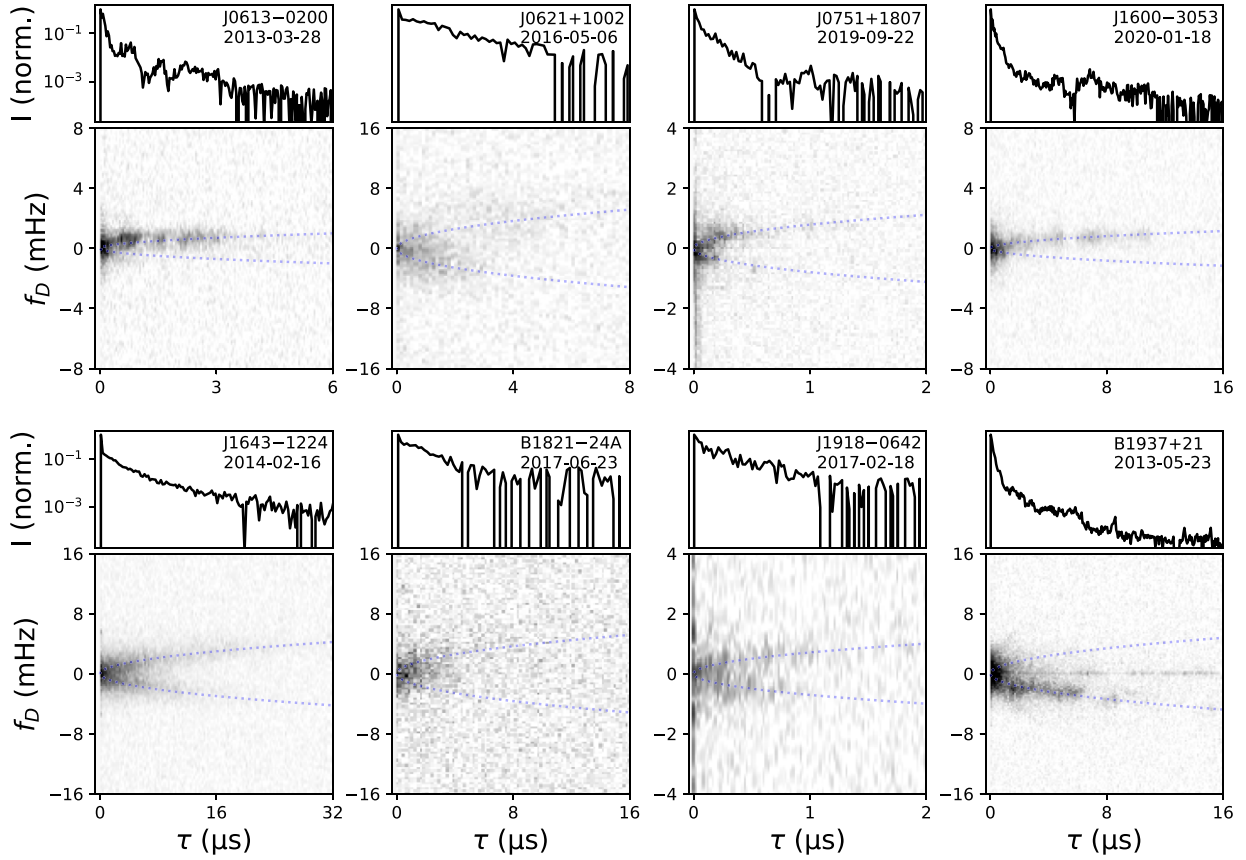 J0613−0200
2013-03-28
J0621+1002
2016-05-06
J0751+1807
2019-09-22
J1600−3053
2020-01-18
I (norm.)
10⁻¹
10⁻³
8
4
0
−4
−8
16
8
0
−8
−16
4
2
0
−2
−4
8
4
0
−4
−8
f_D (mHz)
0 3 6
0 4 8
0 1 2
0 8 16
J1643−1224
2014-02-16
B1821−24A
2017-06-23
J1918−0642
2017-02-18
B1937+21
2013-05-23
I (norm.)
10⁻¹
10⁻³
16
8
0
−8
−16
16
8
0
−8
−16
4
2
0
−2
−4
16
8
0
−8
−16
f_D (mHz)
0 16 32
0 8 16
0 1 2
0 8 16
τ (μs)
τ (μs)
τ (μs)
τ (μs)